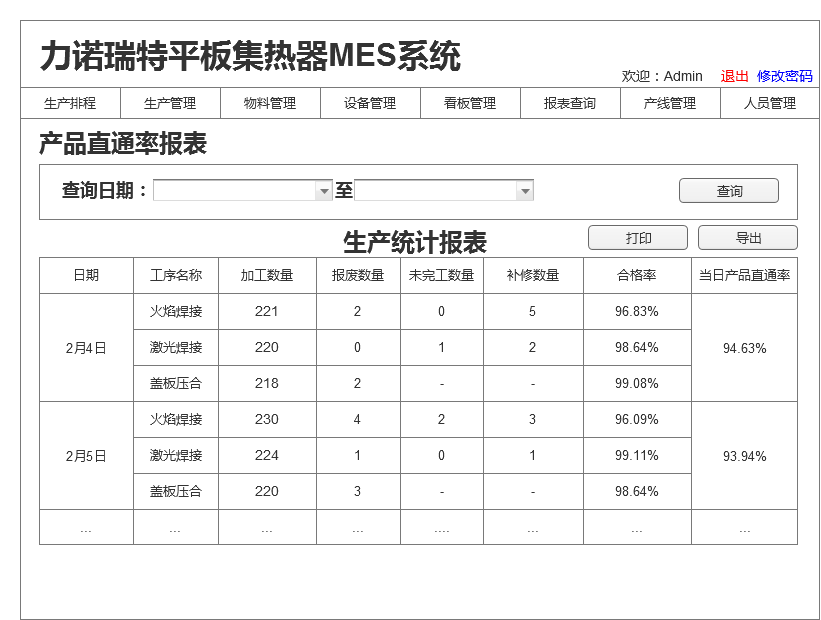 力诺瑞特平板集热器MES系统
欢迎：Admin 退出 修改密码
生产排程 生产管理 物料管理 设备管理 看板管理 报表查询 产线管理 人员管理
产品直通率报表
查询日期： 至 查询
生产统计报表 打印 导出
日期 工序名称 加工数量 报废数量 未完工数量 补修数量 合格率 当日产品直通率
火焰焊接 221 2 0 5 96.83%
2月4日 激光焊接 220 0 1 2 98.64% 94.63%
盖板压合 218 2 - - 99.08%
火焰焊接 230 4 2 3 96.09%
2月5日 激光焊接 224 1 0 1 99.11% 93.94%
盖板压合 220 3 - - 98.64%
... ... ... ... .... ... ... ...